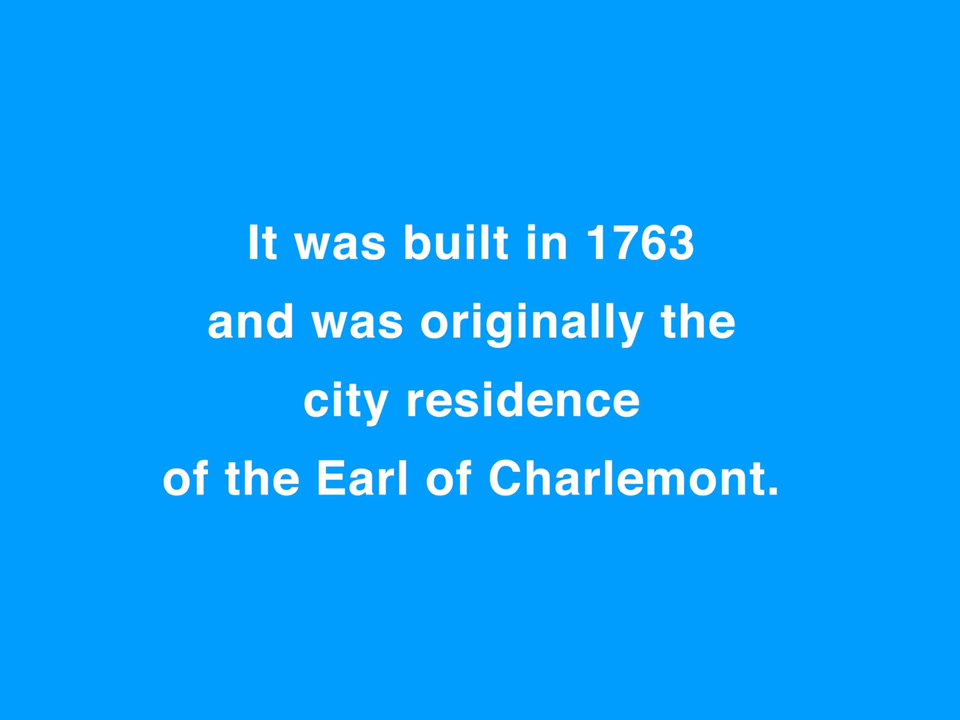 It was built in 1763
and was originally the
city residence
of the Earl of Charlemont.